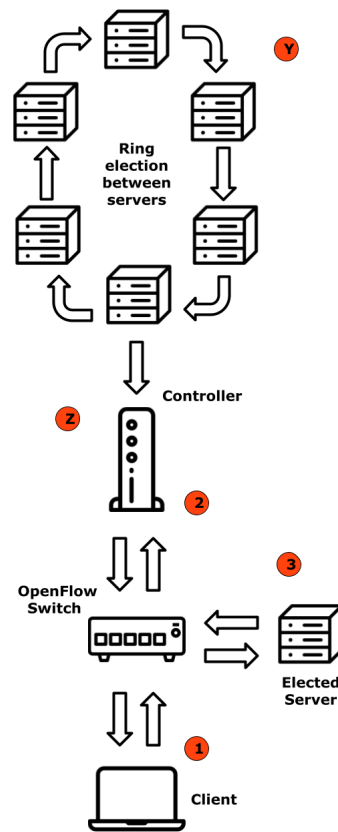 Y
Ring
election
between
servers
Controller
Z
2
3
OpenFlow
Switch
Elected
Server
1
Client